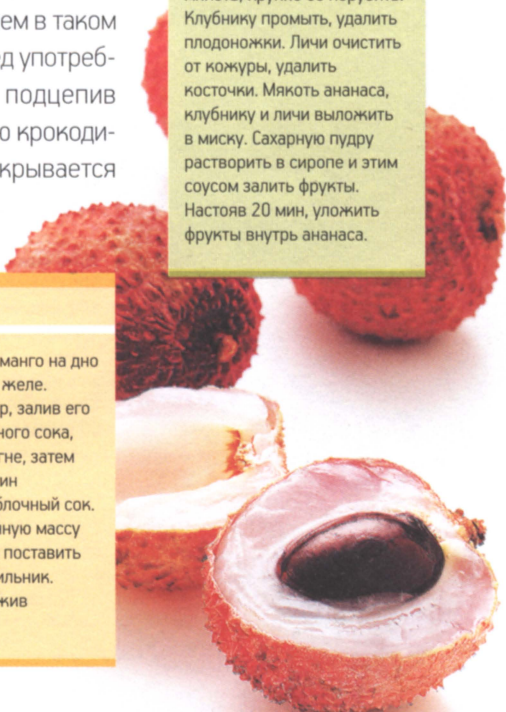 ем в таком
д употреб-
подцепив
о крокоди-
крывается
Клубнику промыть, удалить
плодоножки. Личи очистить
от кожуры, удалить
косточки. Мякоть ананаса,
клубнику и личи выложить
в миску. Сахарную пудру
растворить в сиропе и этим
соусом залить фрукты.
Настояв 20 мин, уложить
фрукты внутрь ананаса.
манго на дно
желе.
р, залив его
ного сока,
гне, затем
ин
блочный сок.
нную массу
поставить
ильник.
жив